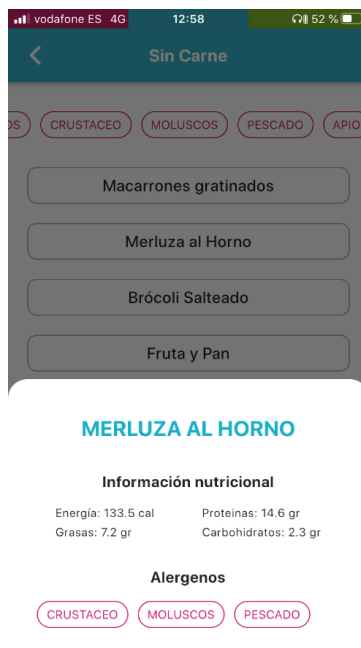 vodafone ES 4G 12:58 52 %
Sin Carne
OS CRUSTACEO MOLUSCOS PESCADO APIO
Macarrones gratinados
Merluza al Horno
Brócoli Salteado
Fruta y Pan
MERLUZA AL HORNO
Información nutricional
Energía: 133.5 cal Proteinas: 14.6 gr
Grasas: 7.2 gr Carbohidratos: 2.3 gr
Alergenos
CRUSTACEO MOLUSCOS PESCADO